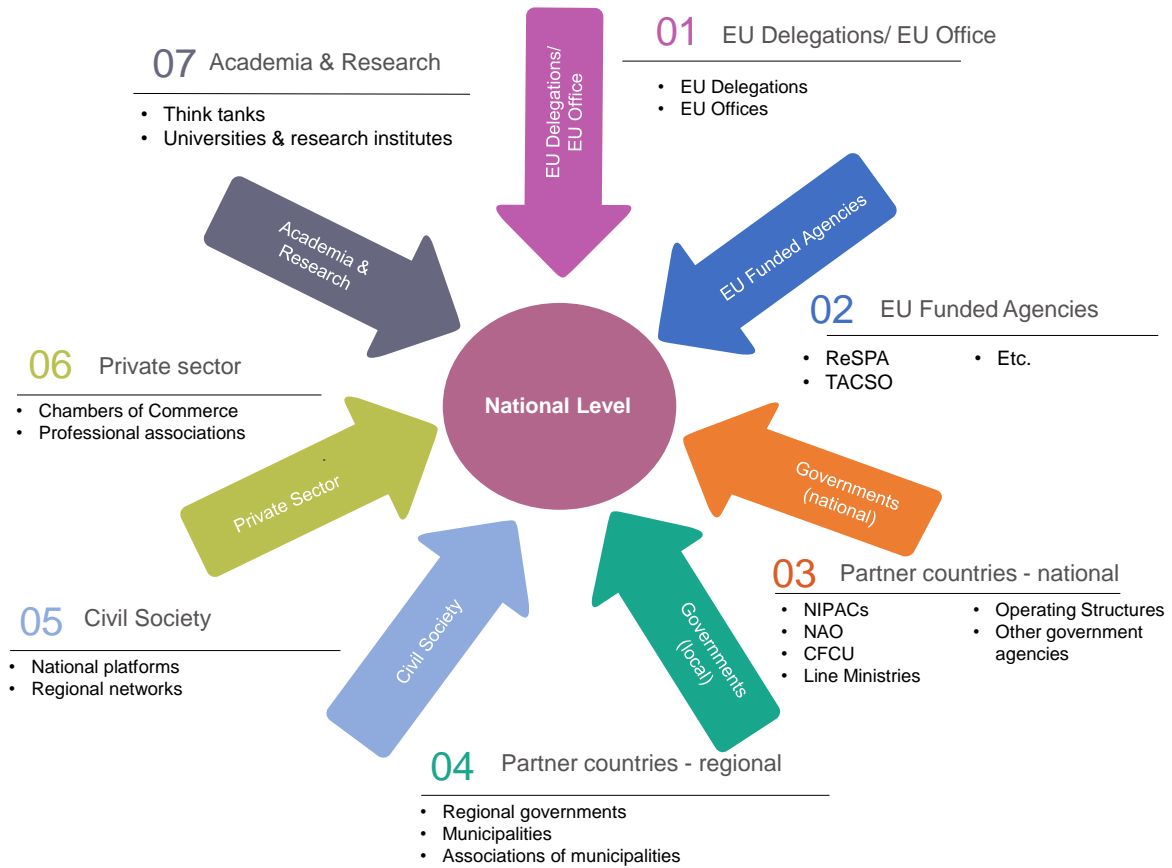 01 EU Delegations/ EU Office
• EU Delegations
• EU Offices
07 Academia & Research
• Think tanks
• Universities & research institutes
EU Delegations/
EU Office
EU Funded Agencies
Academia &
Research
02 EU Funded Agencies
• ReSPA
• TACSO
• Etc.
06 Private sector
• Chambers of Commerce
• Professional associations
National Level
Governments
(national)
Private Sector
03 Partner countries - national
• NIPACs
• NAO
• CFCU
• Line Ministries
• Operating Structures
• Other government
agencies
05 Civil Society
• National platforms
• Regional networks
Civil Society
Governments
(local)
04 Partner countries - regional
• Regional governments
• Municipalities
• Associations of municipalities